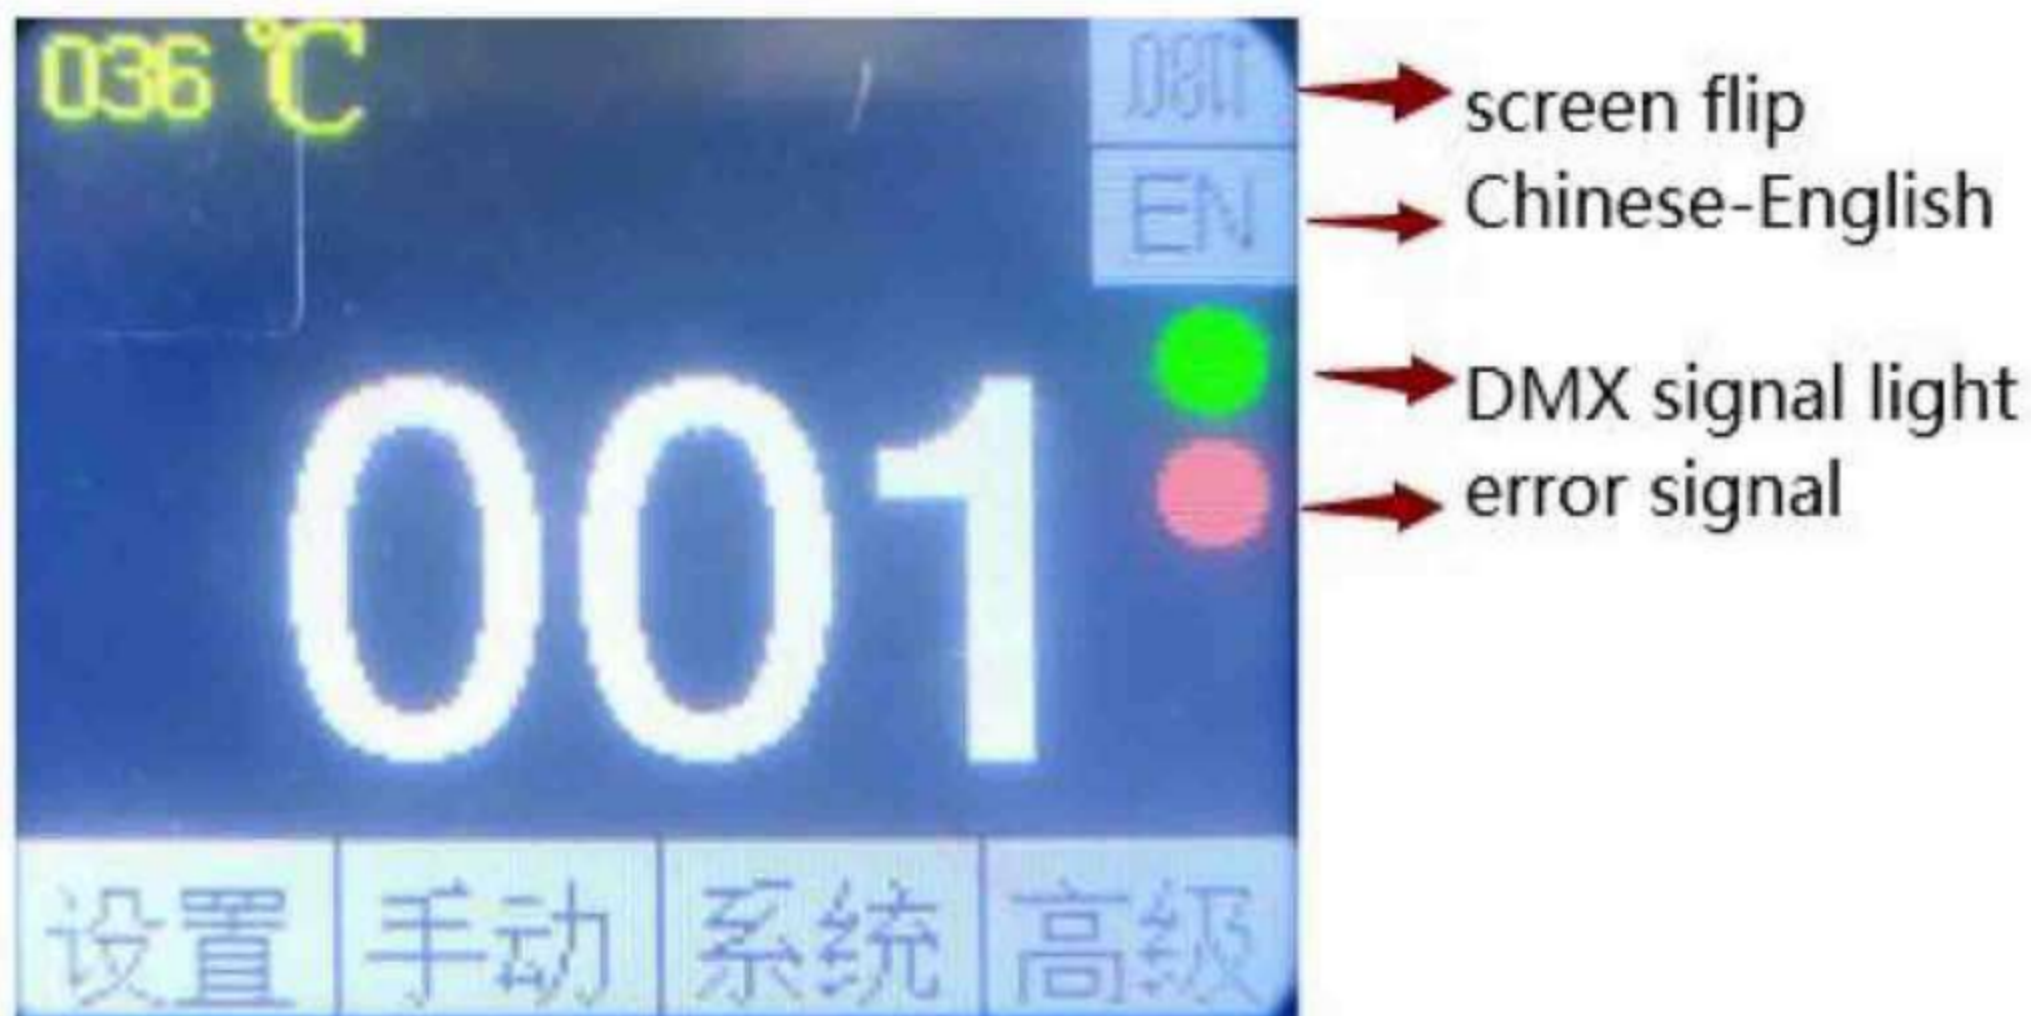 036 ℃
screen flip
EN
Chinese-English
DMX signal light
001
error signal
设置 手动 系统 高级